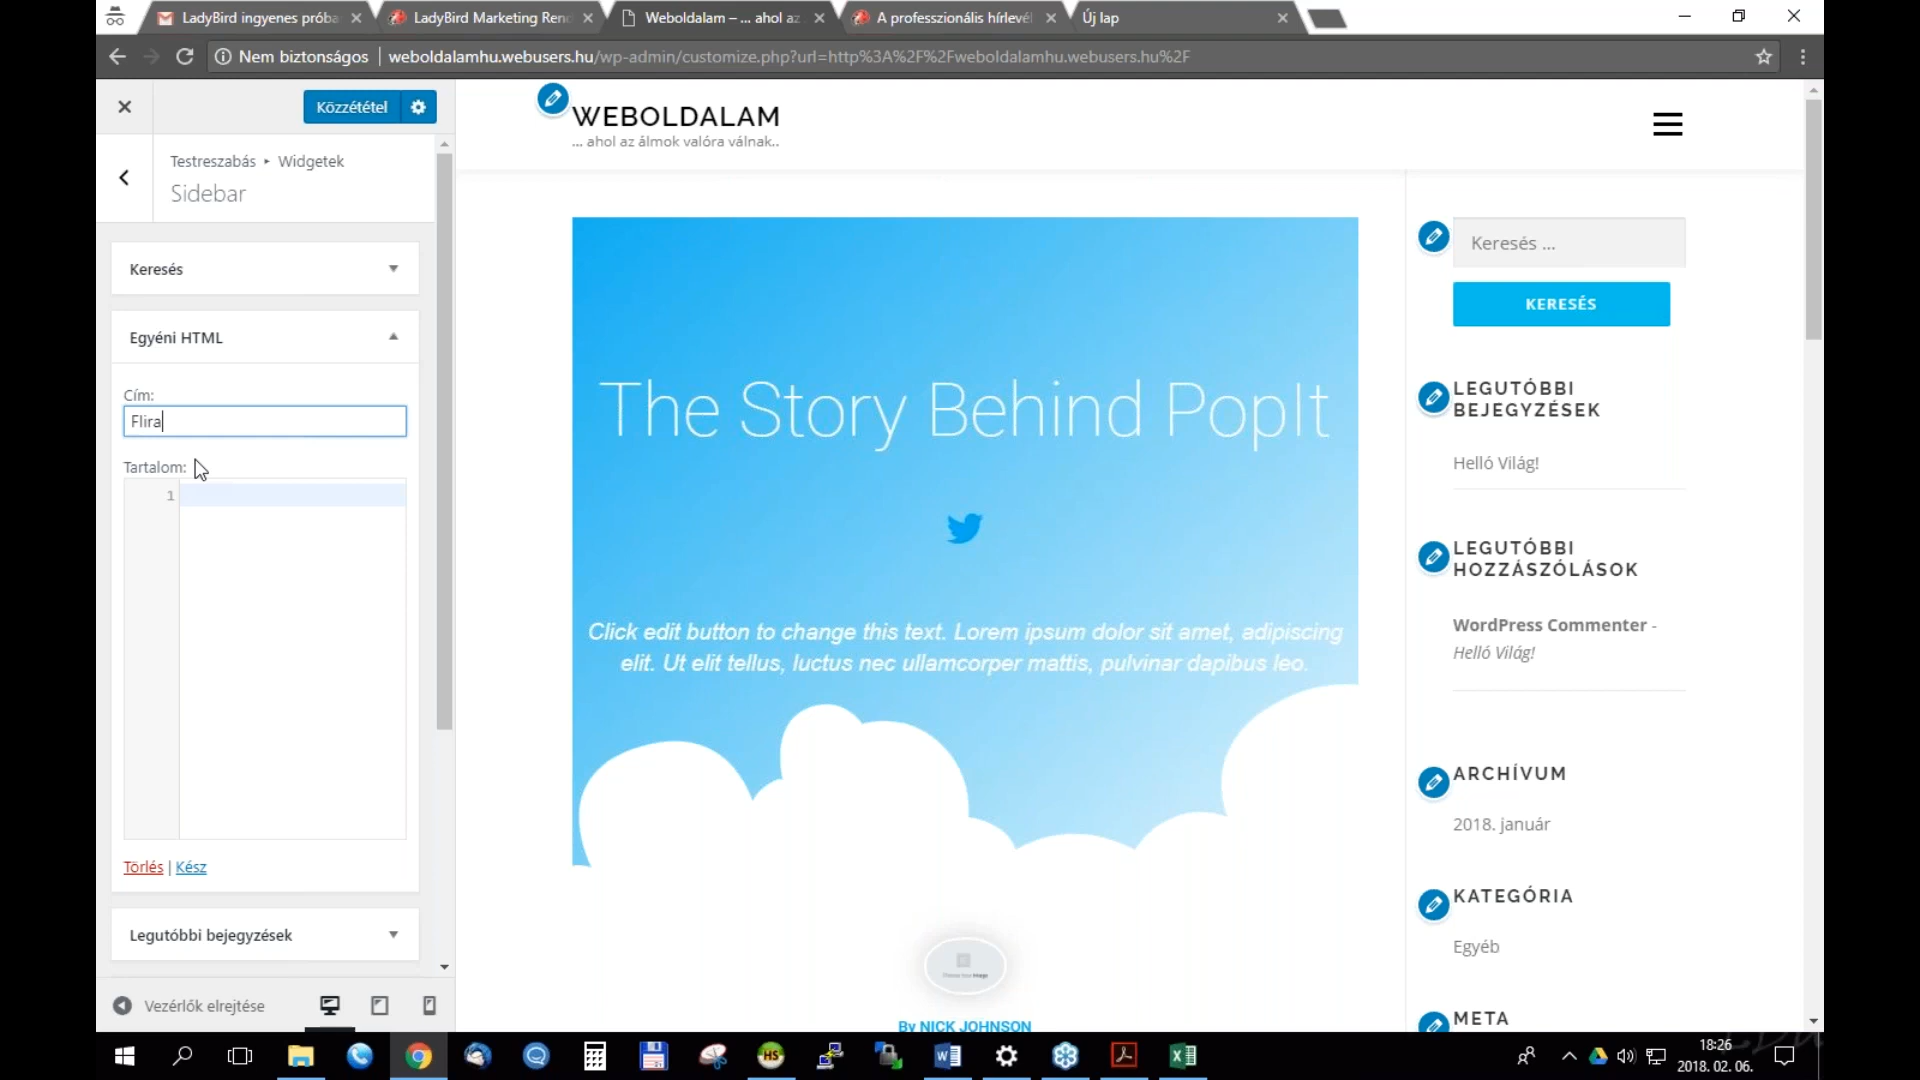 LadyBird ingyenes próba
LadyBird Marketing Rend
Weboldalam – ... ahol az
A professzionális hírlevél
Új lap
Nem biztonságos
weboldalamhu.webusers.hu/wp-admin/customize.php?url=http%3A%2F%2Fweboldalamhu.webusers.hu%2F
Közzététel
Testreszabás ▸ Widgetek
Sidebar
Keresés
Egyéni HTML
Cím:
Flira
Tartalom:
1
Törlés | Kész
Legutóbbi bejegyzések
Vezérlők elrejtése
WEBOLDALAM
... ahol az álmok valóra válnak..
The Story Behind PopIt
Click edit button to change this text. Lorem ipsum dolor sit amet, adipiscing
elit. Ut elit tellus, luctus nec ullamcorper mattis, pulvinar dapibus leo.
By NICK JOHNSON
Keresés ...
KERESÉS
LEGUTÓBBI
BEJEGYZÉSEK
Helló Világ!
LEGUTÓBBI
HOZZÁSZÓLÁSOK
WordPress Commenter -
Helló Világ!
ARCHÍVUM
2018. január
KATEGÓRIA
Egyéb
META
HS
18:26
2018. 02. 06.